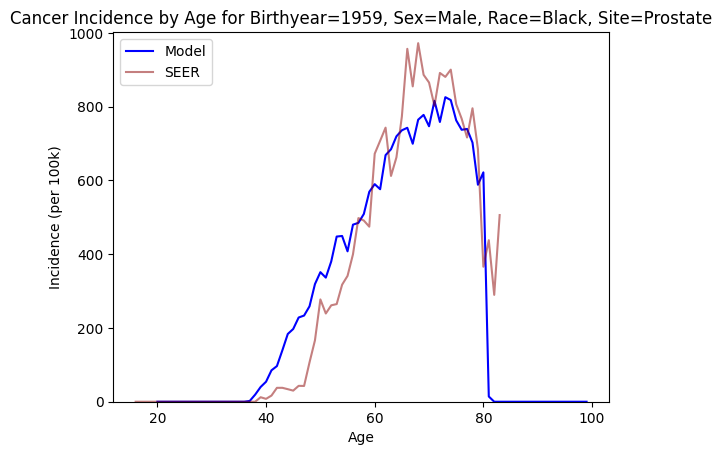 Cancer Incidence by Age for Birthyear=1959, Sex=Male, Race=Black, Site=Prostate
Model
SEER
1000
800
600
400
200
0
Incidence (per 100k)
20
40
60
80
100
Age